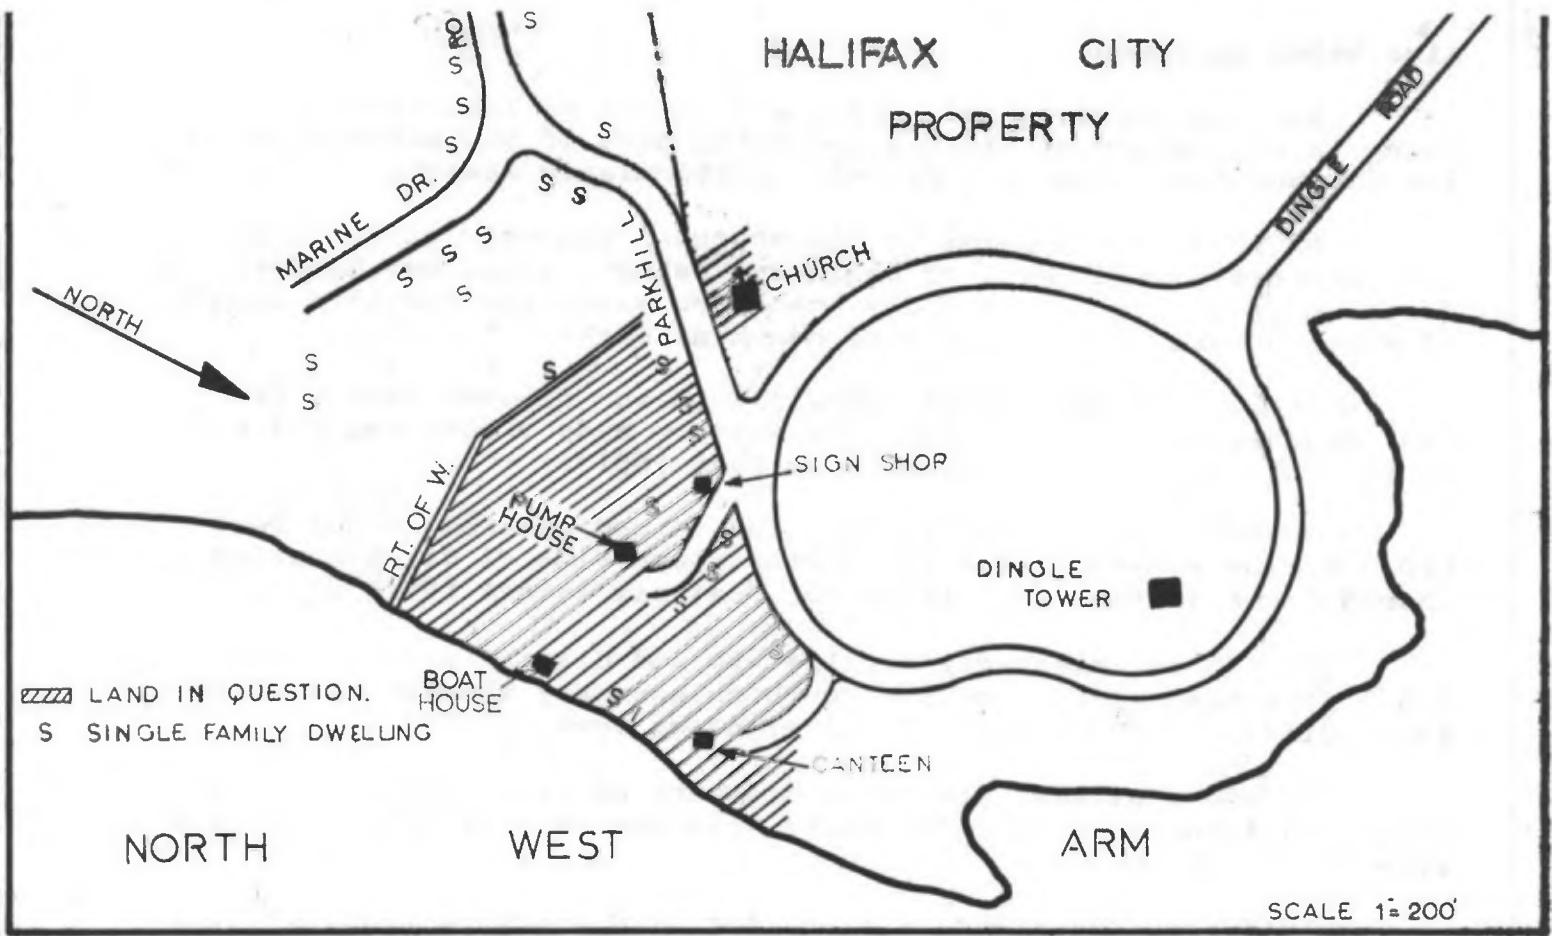 HALIFAX CITY
PROPERTY
RD
S
S
S
S
S
MARINE DR.
S
S
S
S
S
S
NORTH
S
S
S
PARKHILL
CHURCH
DINGLE ROAD
S
S
S
S
SIGN SHOP
RT. OF W.
PUMP
HOUSE
S
S
S
S
DINGLE
TOWER
S
BOAT
HOUSE
S
CANTEEN
LAND IN QUESTION.
S SINGLE FAMILY DWELLING
NORTH WEST ARM
SCALE 1"=200'